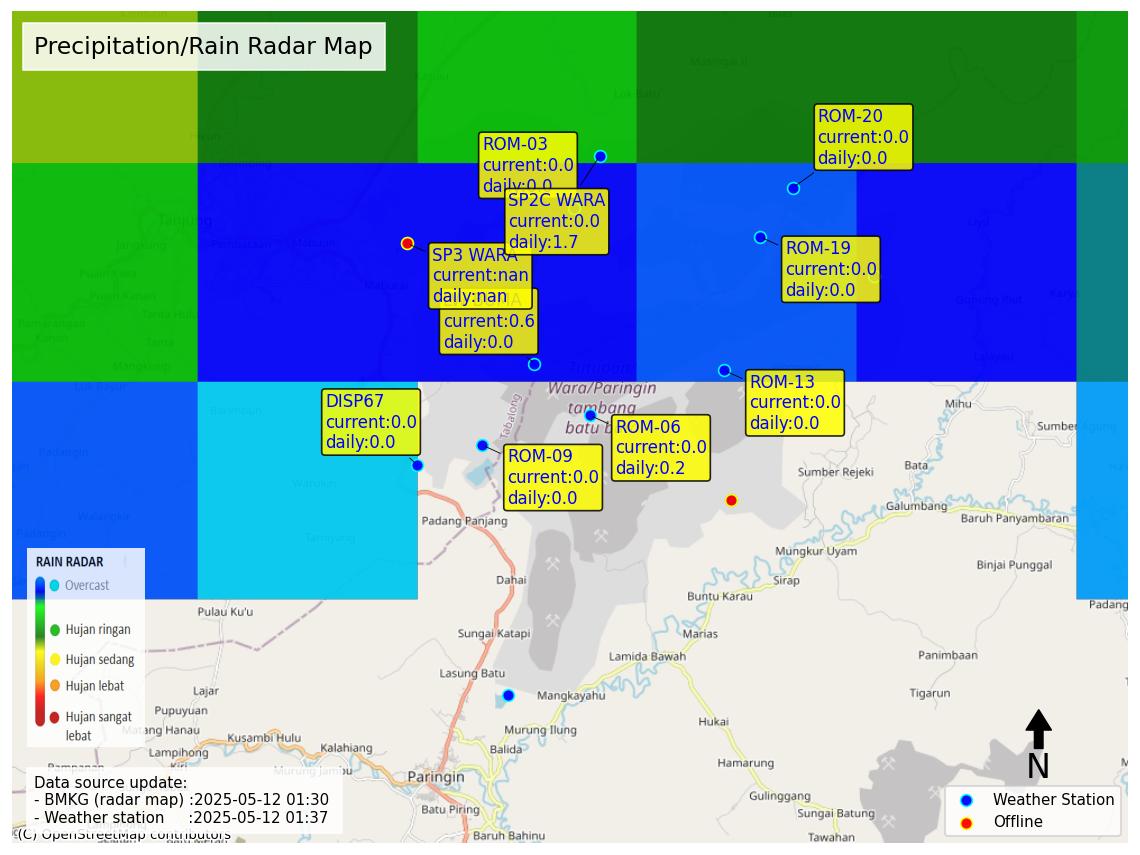 Precipitation/Rain Radar Map
ROM-20
current:0.0
daily:0.0
ROM-03
current:0.0
daily:0.0
SP2C WARA
current:0.0
daily:1.7
ROM-19
current:0.0
daily:0.0
SP3 WARA
current:nan
daily:nan
current:0.6
daily:0.0
Tanjung
Maburai
Tutupan
Wara/Paringin
tambang
batu b
Tabalong
ROM-13
current:0.0
daily:0.0
DISP67
current:0.0
daily:0.0
ROM-06
current:0.0
daily:0.2
ROM-09
current:0.0
daily:0.0
Mihu
Sumber Agung
Bata
Sumber Rejeki
Galumbang
Baruh Panyambaran
Padang Panjang
Mungkur Uyam
Binjai Punggal
Dahai
Sirap
Buntu Karau
Padang
Pulau Ku'u
Sungai Katapi
Marias
Lamida Bawah
Panimbaan
Lasung Batu
Tigarun
Lajar
Mangkayahu
Pupuyuan
Hukai
Matang Hanau
Kusambi Hulu
Murung Ilung
Lampihong
Kiri
Kalahiang
Balida
Hamarung
Pampanan
Murung Jambu
Paringin
Gulinggang
Batu Piring
Sungai Batung
Baruh Bahinu
Tawahan
RAIN RADAR
Overcast
Hujan ringan
Hujan sedang
Hujan lebat
Hujan sangat
lebat
Data source update:
- BMKG (radar map) :2025-05-12 01:30
- Weather station :2025-05-12 01:37
(C) OpenStreetMap contributors
N
Weather Station
Offline